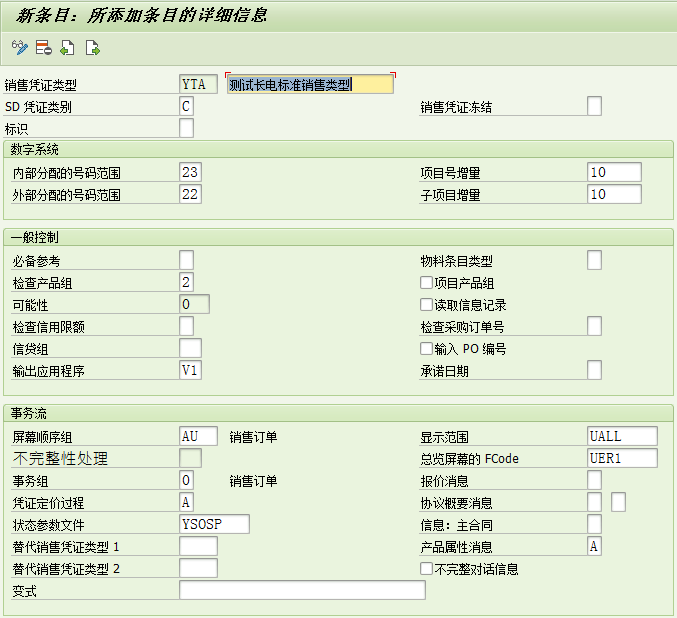 新条目：所添加条目的详细信息
销售凭证类型 YTA 测试长电标准销售类型
SD 凭证类别 C 销售凭证冻结
标识
数字系统
内部分配的号码范围 23 项目号增量 10
外部分配的号码范围 22 子项目增量 10
一般控制
必备参考 物料条目类型
检查产品组 2 项目产品组
可能性 0 读取信息记录
检查信用限额 检查采购订单号
信贷组 输入 PO 编号
输出应用程序 V1 承诺日期
事务流
屏幕顺序组 AU 销售订单 显示范围 UALL
不完整性处理 总览屏幕的 FCode UER1
事务组 0 销售订单 报价消息
凭证定价过程 A 协议概要消息
状态参数文件 YSOSP 信息：主合同
替代销售凭证类型 1 产品属性消息 A
替代销售凭证类型 2 不完整对话信息
变式